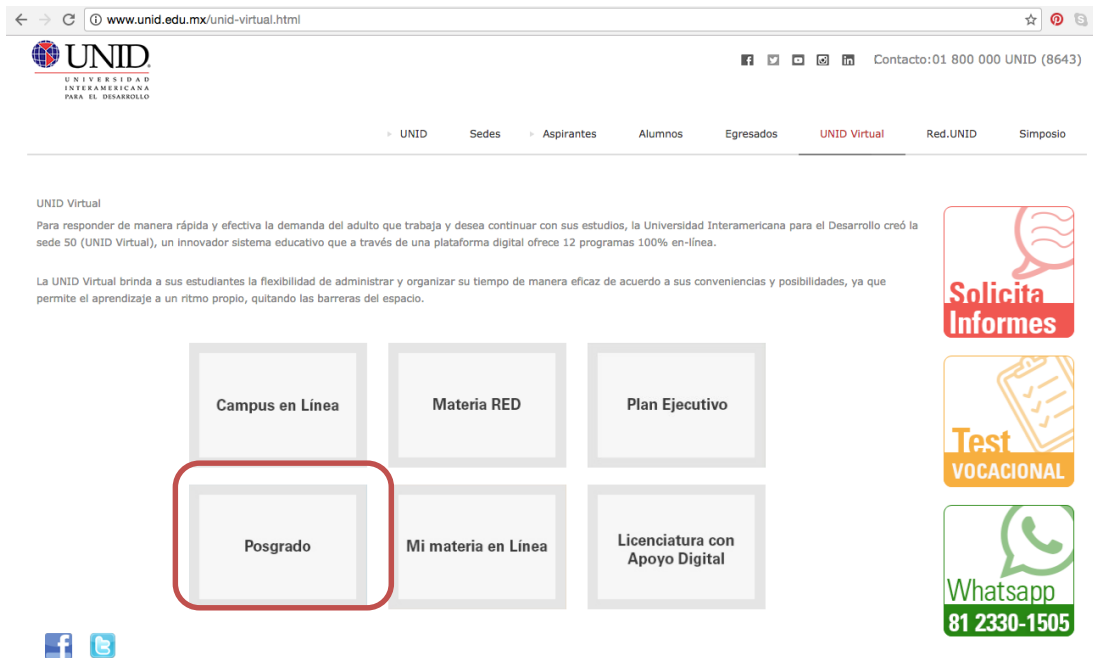 www.unid.edu.mx/unid-virtual.html
UNID
UNIVERSIDAD
INTERAMERICANA
PARA EL DESARROLLO
Contacto:01 800 000 UNID (8643)
UNID Sedes Aspirantes Alumnos Egresados UNID Virtual Red.UNID Simposio
UNID Virtual
Para responder de manera rápida y efectiva la demanda del adulto que trabaja y desea continuar con sus estudios, la Universidad Interamericana para el Desarrollo creó la
sede 50 (UNID Virtual), un innovador sistema educativo que a través de una plataforma digital ofrece 12 programas 100% en-línea.
La UNID Virtual brinda a sus estudiantes la flexibilidad de administrar y organizar su tiempo de manera eficaz de acuerdo a sus conveniencias y posibilidades, ya que
permite el aprendizaje a un ritmo propio, quitando las barreras del espacio.
Solicita
Informes
Campus en Línea Materia RED Plan Ejecutivo
Test
VOCACIONAL
Posgrado Mi materia en Línea Licenciatura con
Apoyo Digital
Whatsapp
81 2330-1505